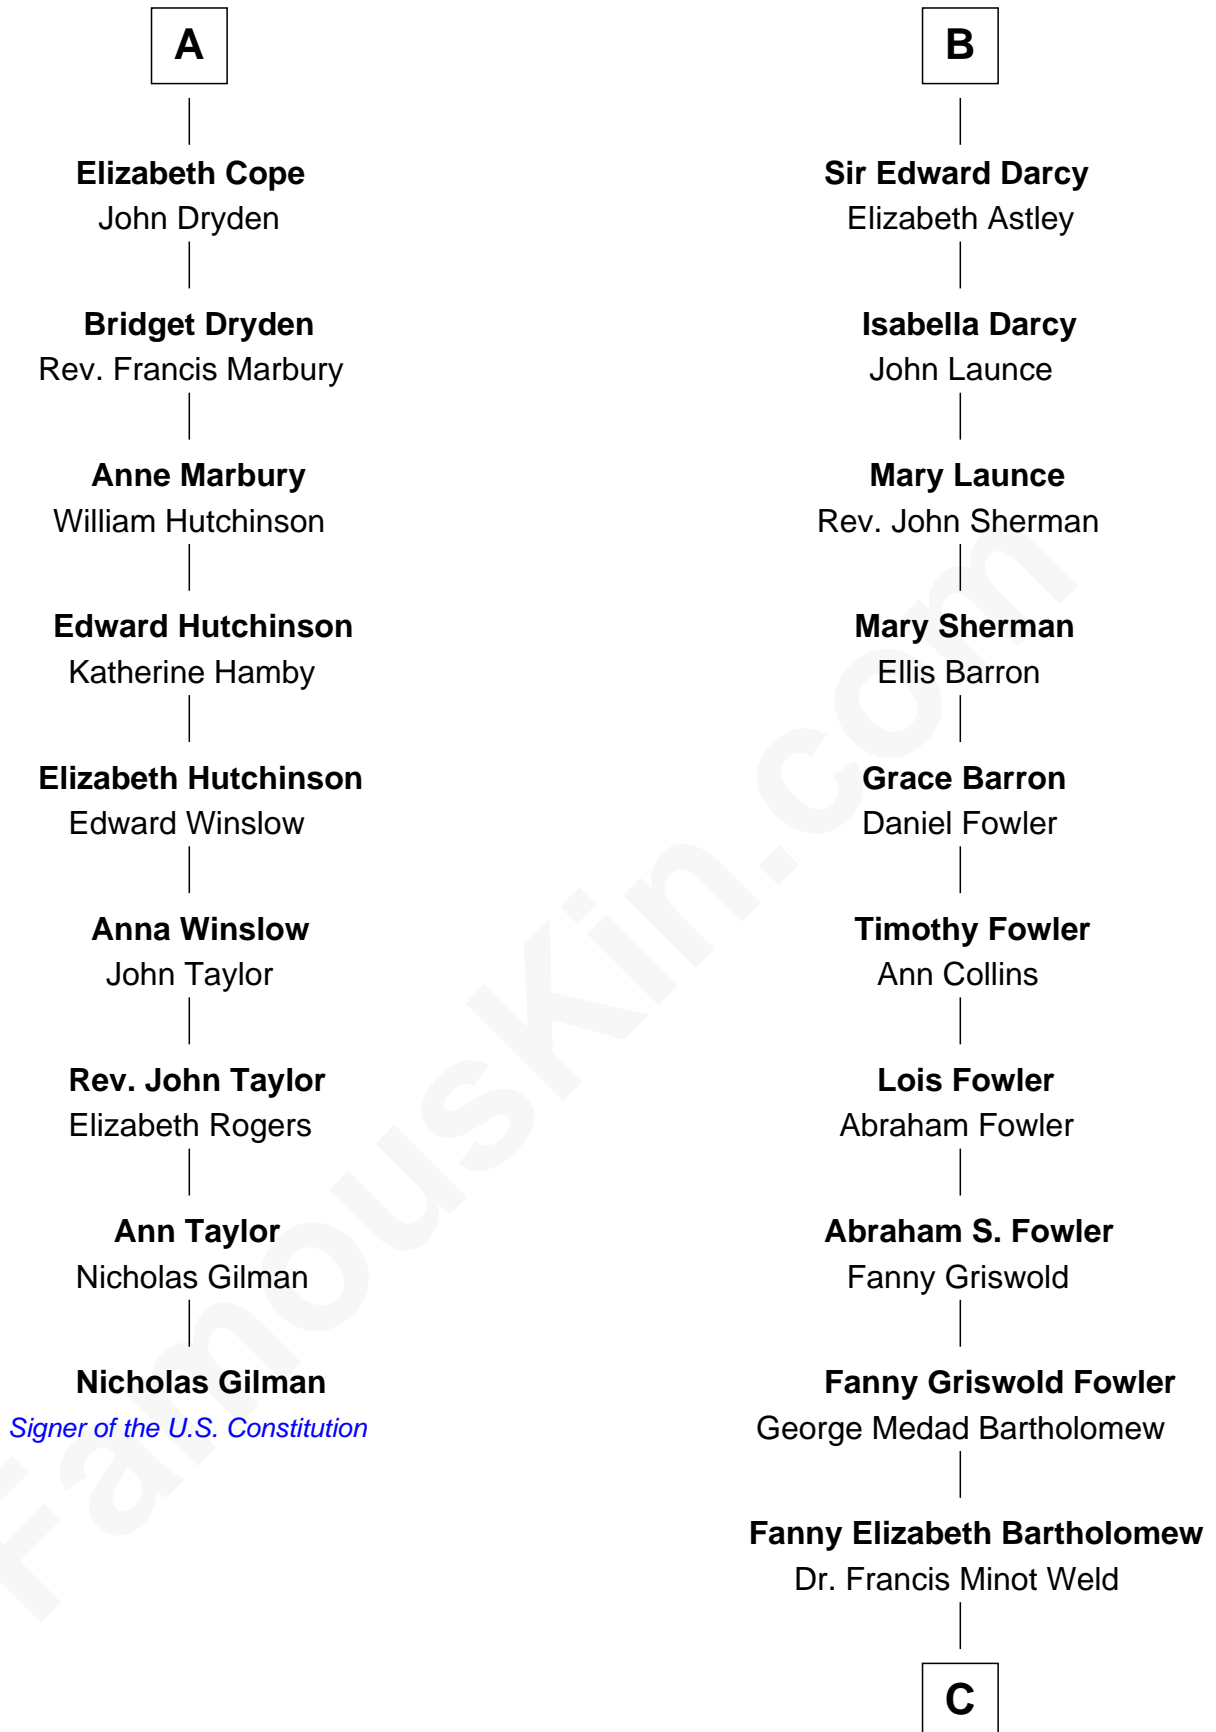 A
Elizabeth Cope
John Dryden
Bridget Dryden
Rev. Francis Marbury
Anne Marbury
William Hutchinson
Edward Hutchinson
Katherine Hamby
Elizabeth Hutchinson
Edward Winslow
Anna Winslow
John Taylor
Rev. John Taylor
Elizabeth Rogers
Ann Taylor
Nicholas Gilman
Nicholas Gilman
Signer of the U.S. Constitution
B
Sir Edward Darcy
Elizabeth Astley
Isabella Darcy
John Launce
Mary Launce
Rev. John Sherman
Mary Sherman
Ellis Barron
Grace Barron
Daniel Fowler
Timothy Fowler
Ann Collins
Lois Fowler
Abraham Fowler
Abraham S. Fowler
Fanny Griswold
Fanny Griswold Fowler
George Medad Bartholomew
Fanny Elizabeth Bartholomew
Dr. Francis Minot Weld
C
FamousKin.com